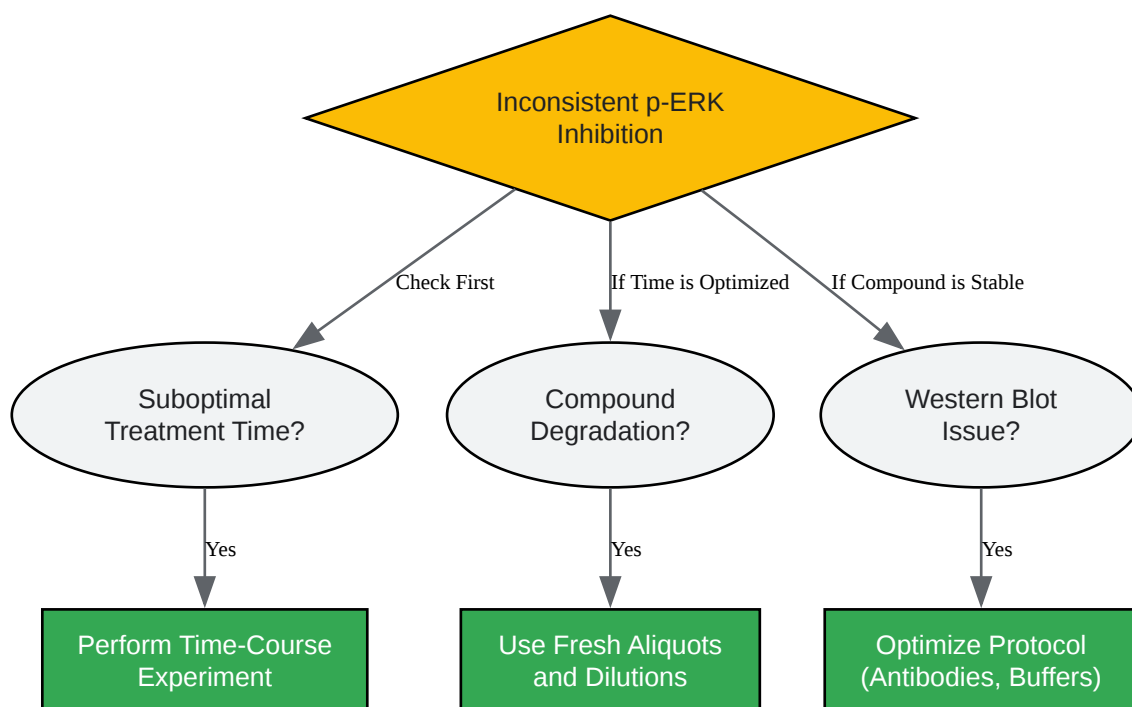 Inconsistent p-ERK
Inhibition
Check First
If Time is Optimized
If Compound is Stable
Suboptimal
Treatment Time?
Compound
Degradation?
Western Blot
Issue?
Yes
Yes
Yes
Perform Time-Course
Experiment
Use Fresh Aliquots
and Dilutions
Optimize Protocol
(Antibodies, Buffers)